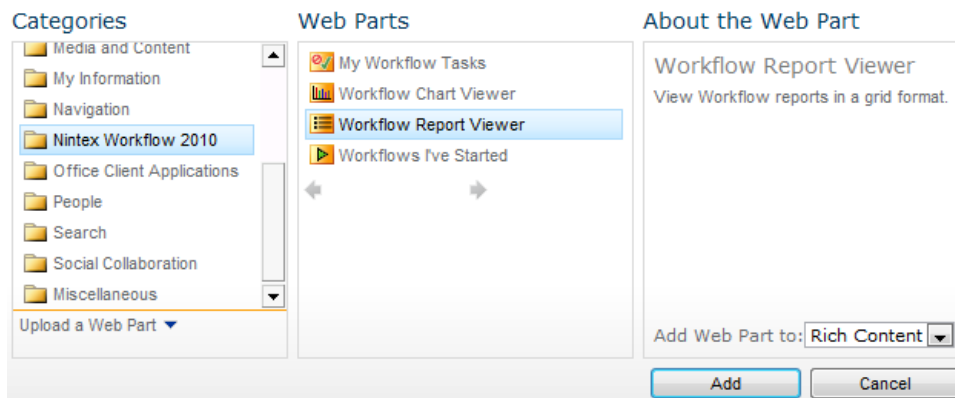 Categories
Media and Content
My Information
Navigation
Nintex Workflow 2010
Office Client Applications
People
Search
Social Collaboration
Miscellaneous
Upload a Web Part
Web Parts
My Workflow Tasks
Workflow Chart Viewer
Workflow Report Viewer
Workflows I've Started
About the Web Part
Workflow Report Viewer
View Workflow reports in a grid format.
Add Web Part to: Rich Content
Add
Cancel